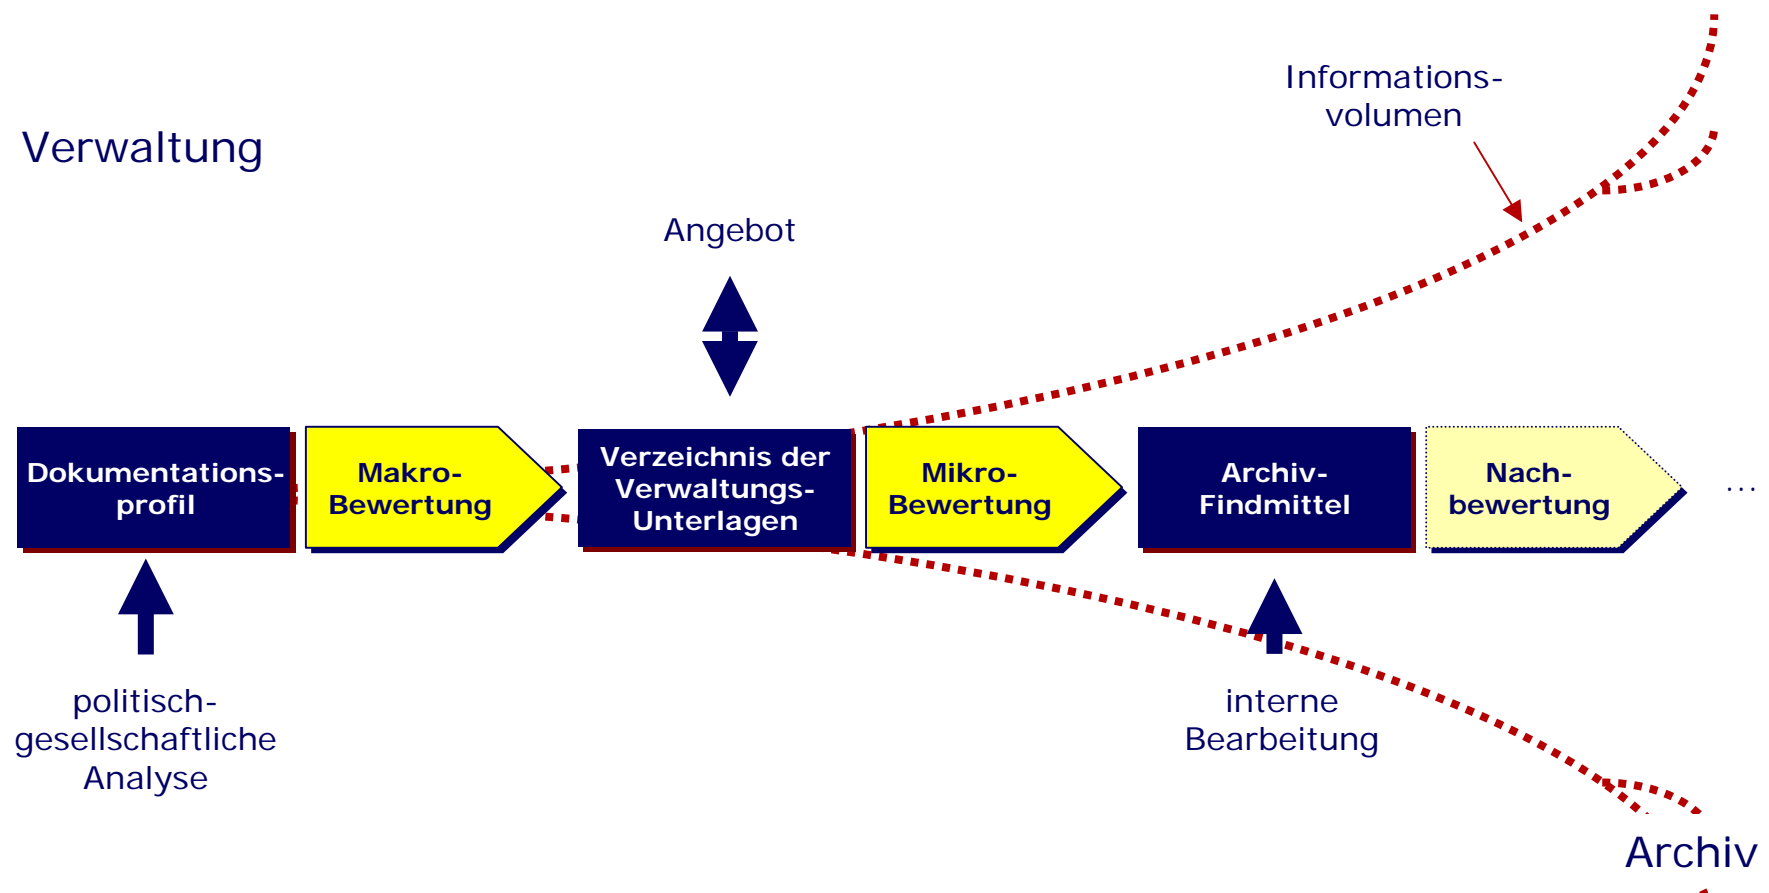 Informations-
volumen
Verwaltung
Angebot
Dokumentations-
profil
Makro-
Bewertung
Verzeichnis der
Verwaltungs-
Unterlagen
Mikro-
Bewertung
Archiv-
Findmittel
Nach-
bewertung
...
politisch-
gesellschaftliche
Analyse
interne
Bearbeitung
Archiv